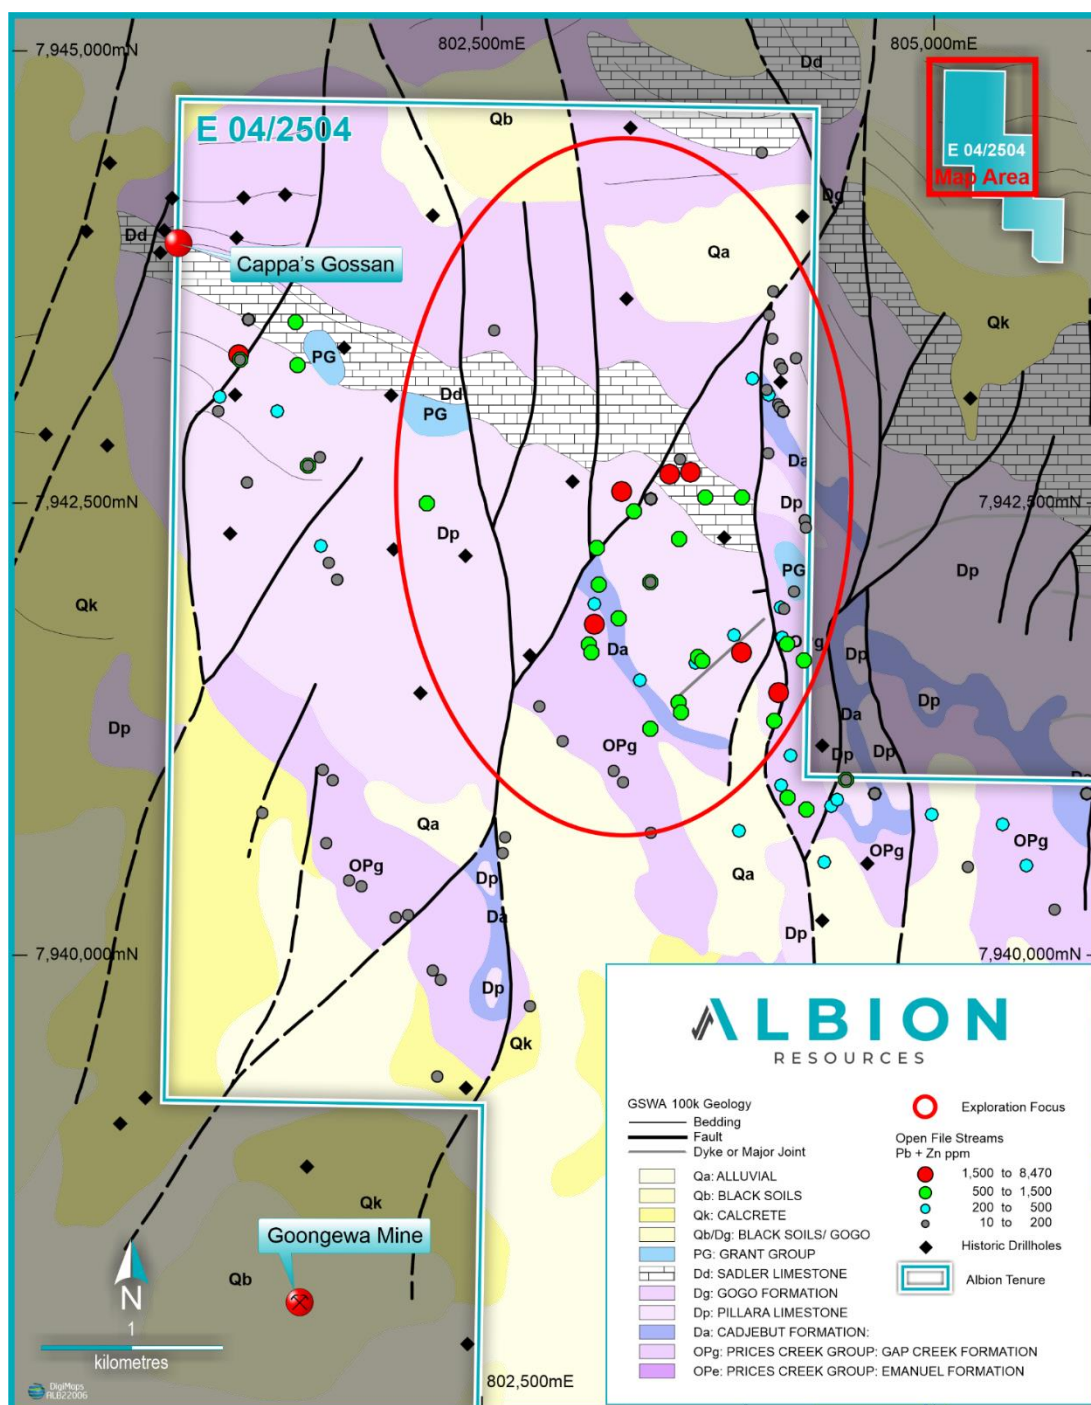 7,945,000mN
802,500mE
805,000mE
Dd
E 04/2504
Map Area
E 04/2504
Qb
Dg
Dd
Qa
Cappa's Gossan
Qk
PG
Dd
PG
Da
7,942,500mN
Dp
Dp
7,942,500mN
PG
Dp
Qk
Da
OPg
Dp
Dp
Da
Dp
Dp
Dp
OPg
Qa
OPg
OPg
OPg
Dp
Qa
Da
Dp
7,940,000mN
7,940,000mN
Dp
Qk
ALBION
RESOURCES
GSWA 100k Geology
Bedding
Fault
Dyke or Major Joint
Qa: ALLUVIAL
Qb: BLACK SOILS
Qk: CALCRETE
Qb/Dg: BLACK SOILS/ GOGO
PG: GRANT GROUP
Dd: SADLER LIMESTONE
Dg: GOGO FORMATION
Dp: PILLARA LIMESTONE
Da: CADJEBUT FORMATION:
OPg: PRICES CREEK GROUP: GAP CREEK FORMATION
OPe: PRICES CREEK GROUP: EMANUEL FORMATION
Exploration Focus
Open File Streams
Pb + Zn ppm
1,500 to 8,470
500 to 1,500
200 to 500
10 to 200
Historic Drillholes
Albion Tenure
Qk
Goongewa Mine
Qb
N
1
kilometres
802,500mE
DigiMaps
ALB22006